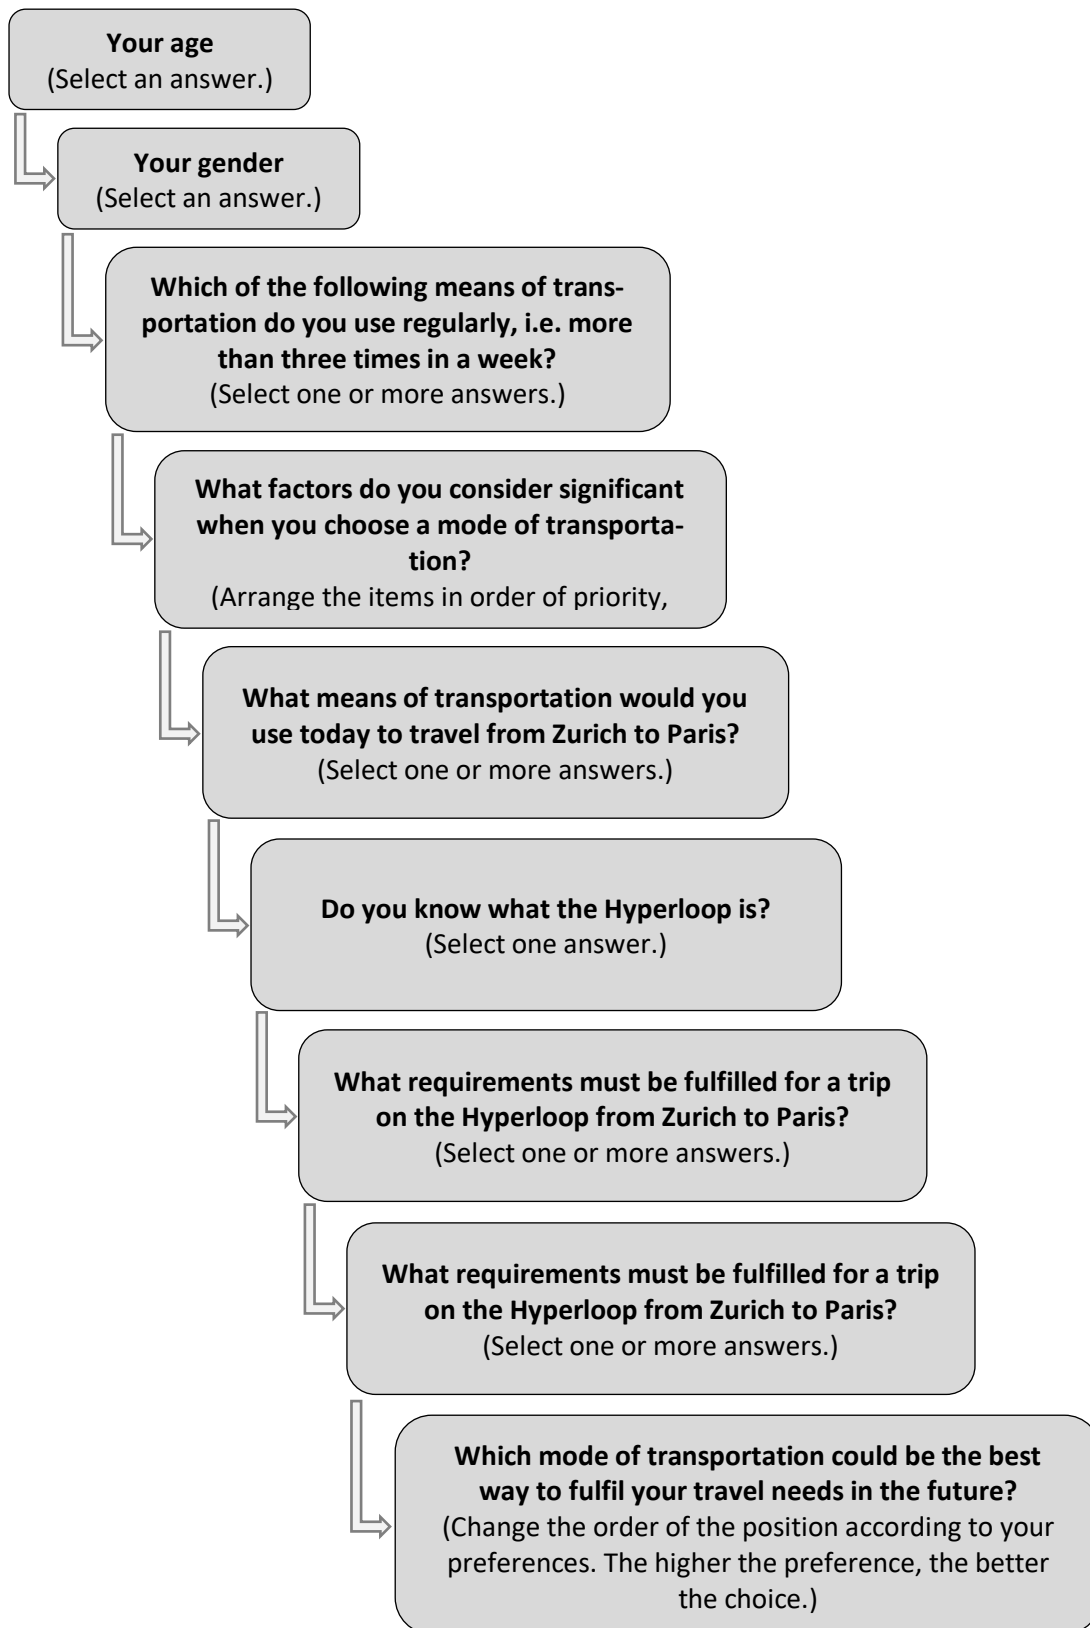 Your age
(Select an answer.)
Your gender
(Select an answer.)
Which of the following means of trans-
portation do you use regularly, i.e. more
than three times in a week?
(Select one or more answers.)
What factors do you consider significant
when you choose a mode of transporta-
tion?
(Arrange the items in order of priority,
What means of transportation would you
use today to travel from Zurich to Paris?
(Select one or more answers.)
Do you know what the Hyperloop is?
(Select one answer.)
What requirements must be fulfilled for a trip
on the Hyperloop from Zurich to Paris?
(Select one or more answers.)
What requirements must be fulfilled for a trip
on the Hyperloop from Zurich to Paris?
(Select one or more answers.)
Which mode of transportation could be the best
way to fulfil your travel needs in the future?
(Change the order of the position according to your
preferences. The higher the preference, the better
the choice.)